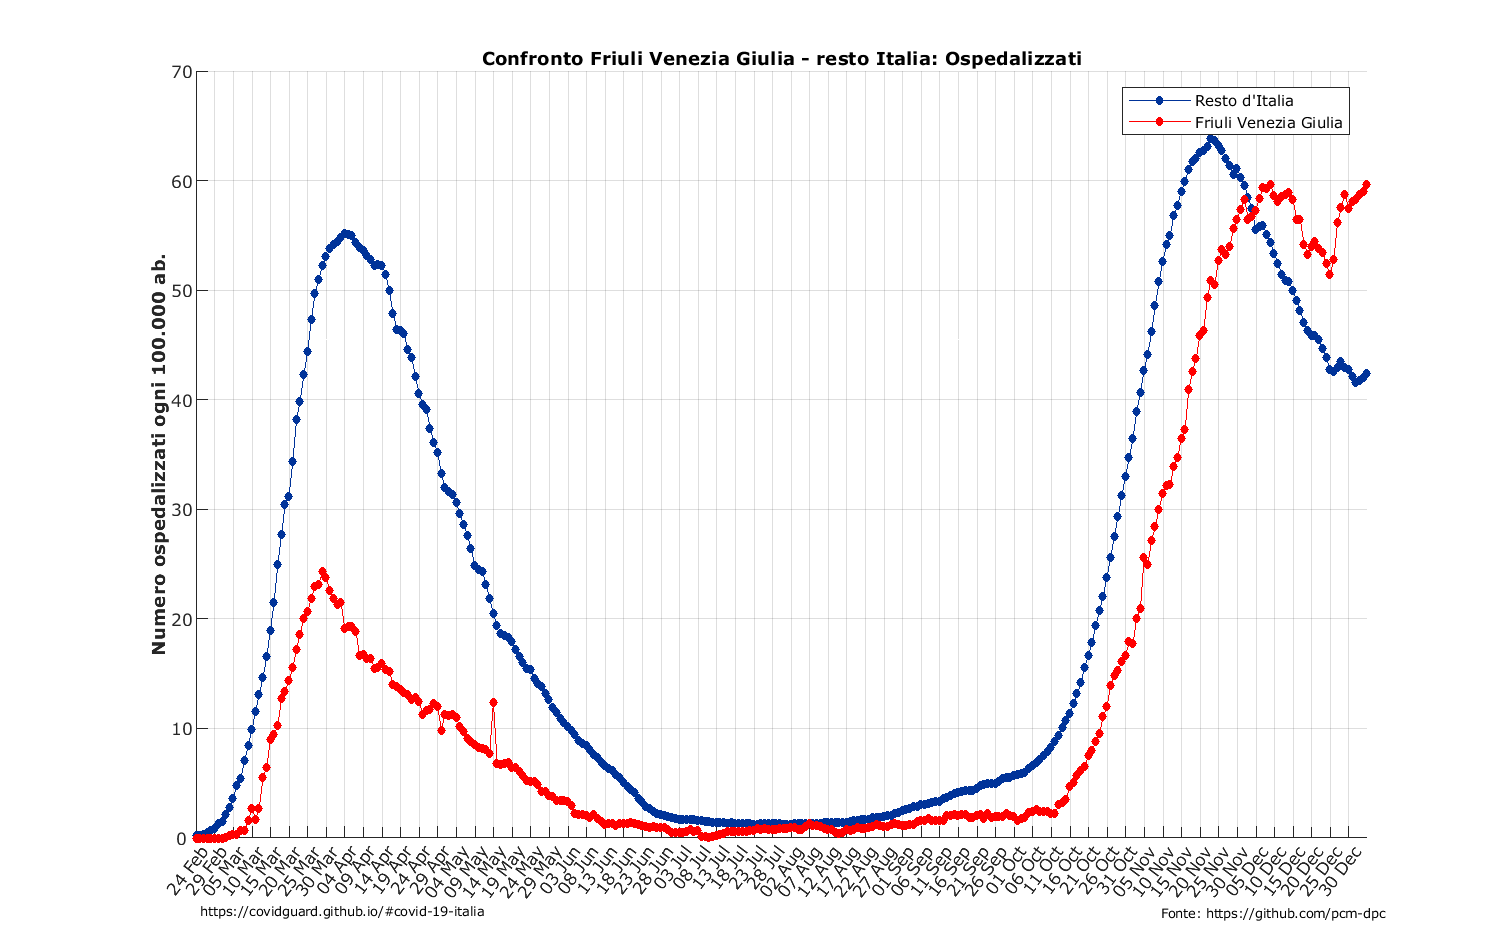 Confronto Friuli Venezia Giulia - resto Italia: Ospedalizzati
Resto d'Italia
Friuli Venezia Giulia
Numero ospedalizzati ogni 100.000 ab.
70
60
50
40
30
20
10
0
24 Feb
29 Feb
05 Mar
10 Mar
15 Mar
20 Mar
25 Mar
30 Mar
04 Apr
09 Apr
14 Apr
19 Apr
24 Apr
29 Apr
04 May
09 May
14 May
19 May
24 May
29 May
03 Jun
08 Jun
13 Jun
18 Jun
23 Jun
28 Jun
03 Jul
08 Jul
13 Jul
18 Jul
23 Jul
28 Jul
02 Aug
07 Aug
12 Aug
17 Aug
22 Aug
27 Aug
01 Sep
06 Sep
11 Sep
16 Sep
21 Sep
26 Sep
01 Oct
06 Oct
11 Oct
16 Oct
21 Oct
26 Oct
31 Oct
05 Nov
10 Nov
15 Nov
20 Nov
25 Nov
30 Nov
05 Dec
10 Dec
15 Dec
20 Dec
25 Dec
30 Dec
https://covidguard.github.io/#covid-19-italia
Fonte: https://github.com/pcm-dpc